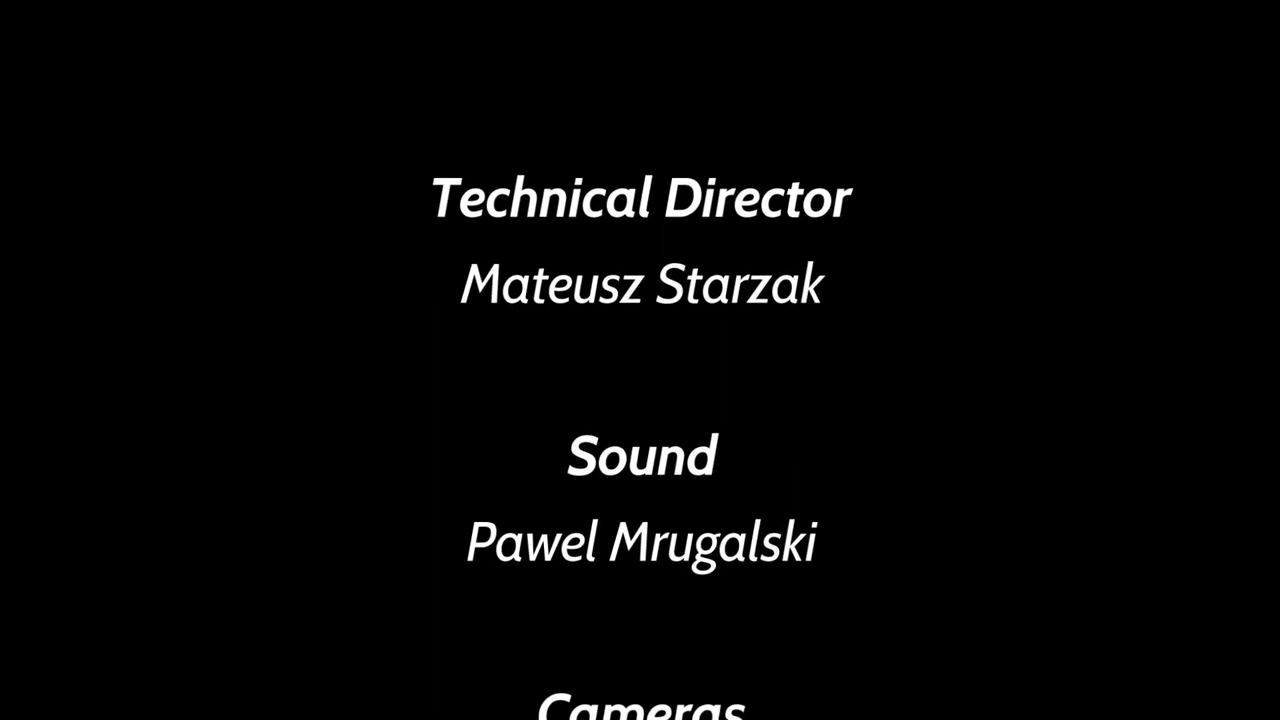 Technical Director
Mateusz Starzak
Sound
Pawel Mrugalski
Cameras